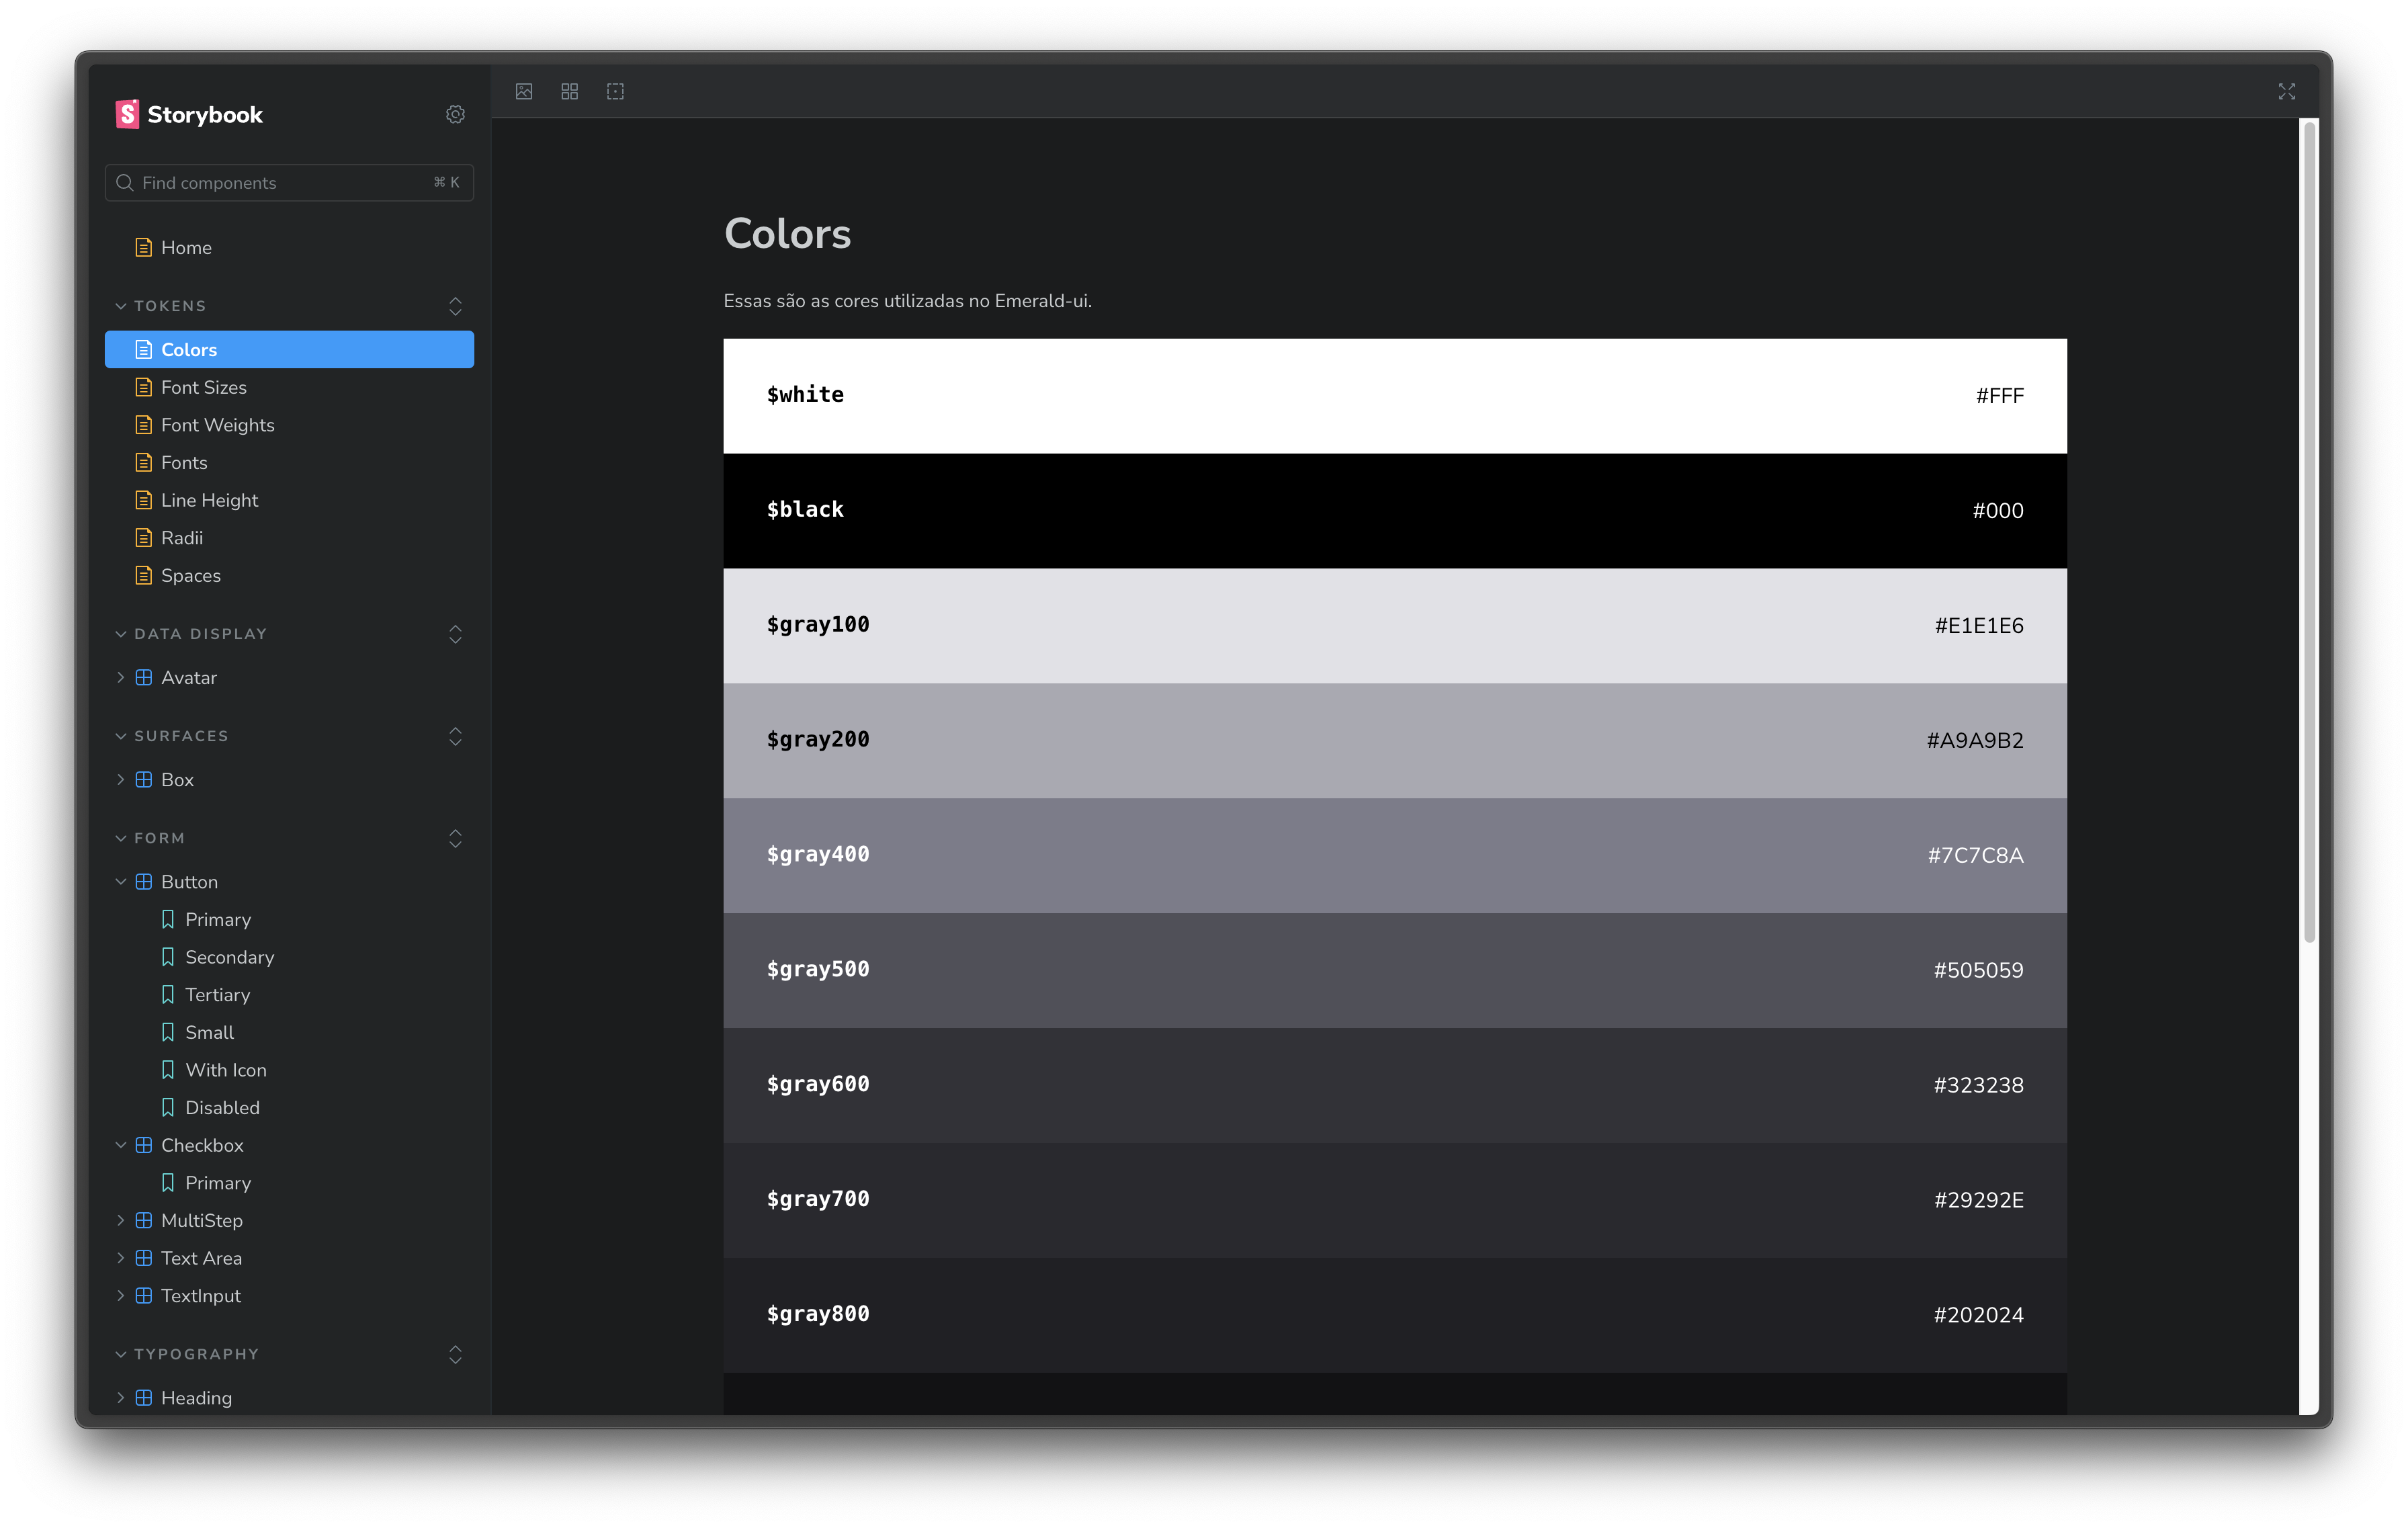 Storybook
Find components
⌘ K
Home
TOKENS
Colors
Font Sizes
Font Weights
Fonts
Line Height
Radii
Spaces
DATA DISPLAY
Avatar
SURFACES
Box
FORM
Button
Primary
Secondary
Tertiary
Small
With Icon
Disabled
Checkbox
Primary
MultiStep
Text Area
TextInput
TYPOGRAPHY
Heading
Colors
Essas são as cores utilizadas no Emerald-ui.
$white #FFF
$black #000
$gray100 #E1E1E6
$gray200 #A9A9B2
$gray400 #7C7C8A
$gray500 #505059
$gray600 #323238
$gray700 #29292E
$gray800 #202024